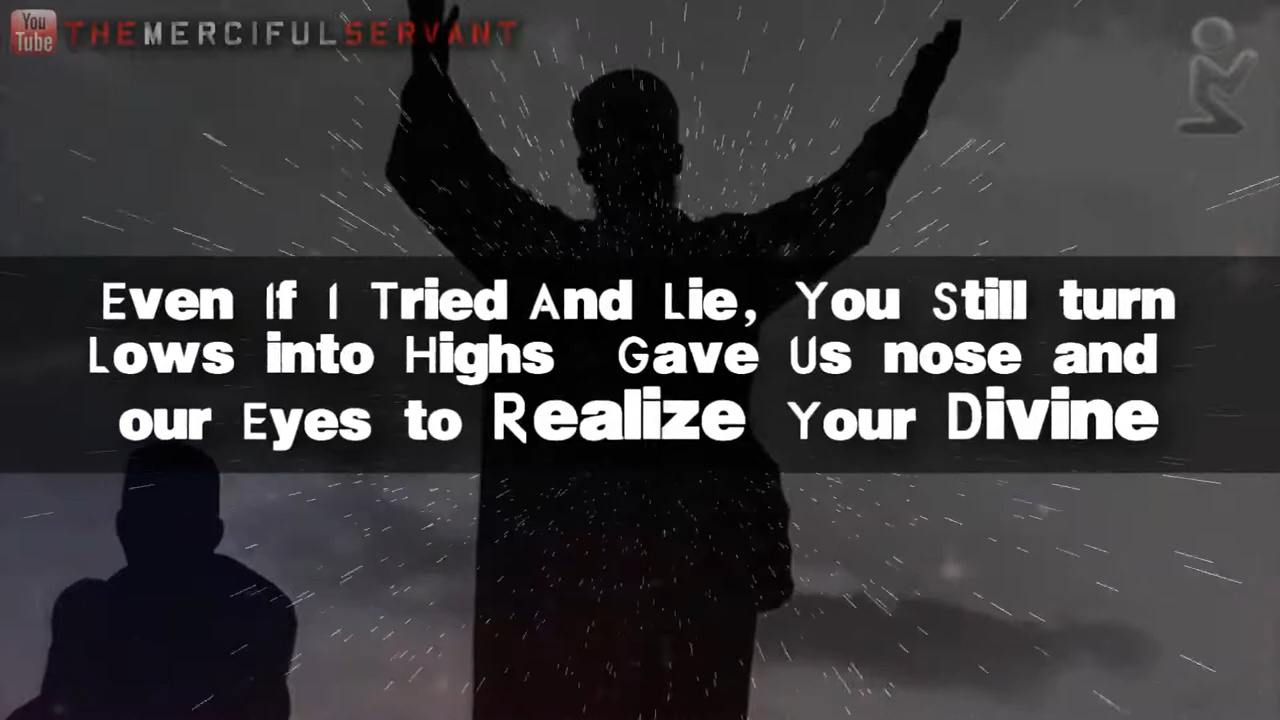 You
Tube
THEMERCIFULSERVANT
Even If I Tried And Lie, You Still turn
Lows into Highs Gave Us nose and
our Eyes to Realize Your Divine